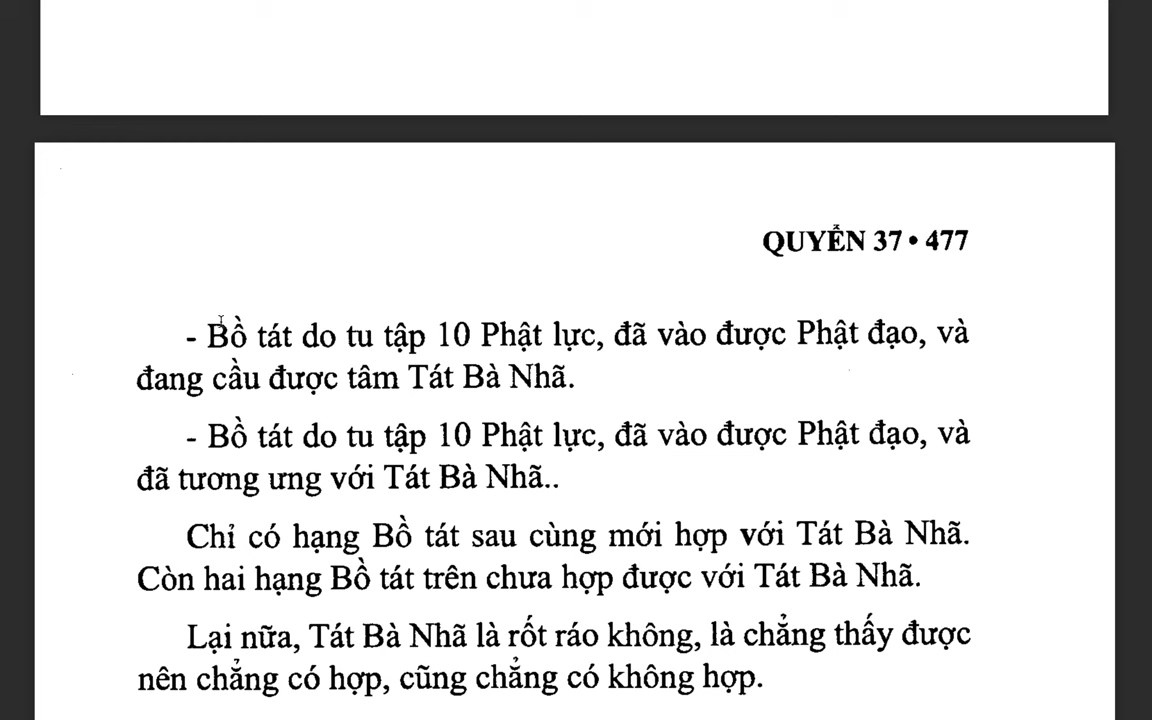 QUYỂN 37 • 477
- Bồ tát do tu tập 10 Phật lực, đã vào được Phật đạo, và
đang cầu được tâm Tát Bà Nhã.
- Bồ tát do tu tập 10 Phật lực, đã vào được Phật đạo, và
đã tương ưng với Tát Bà Nhã..
Chỉ có hạng Bồ tát sau cùng mới hợp với Tát Bà Nhã.
Còn hai hạng Bồ tát trên chưa hợp được với Tát Bà Nhã.
Lại nữa, Tát Bà Nhã là rốt ráo không, là chẳng thấy được
nên chẳng có hợp, cũng chẳng có không hợp.